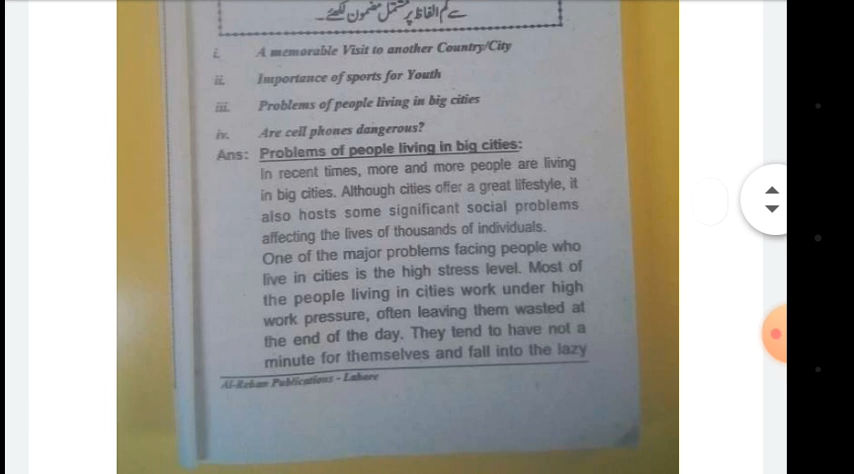 سے کم الفاظ پر مشتمل مضمون لکھئے۔
i. A memorable Visit to another Country/City
ii. Importance of sports for Youth
iii. Problems of people living in big cities
iv. Are cell phones dangerous?
Ans: Problems of people living in big cities:
In recent times, more and more people are living
in big cities. Although cities offer a great lifestyle, it
also hosts some significant social problems
affecting the lives of thousands of individuals.
One of the major problems facing people who
live in cities is the high stress level. Most of
the people living in cities work under high
work pressure, often leaving them wasted at
the end of the day. They tend to have not a
minute for themselves and fall into the lazy
Al-Rehan Publications - Lahore